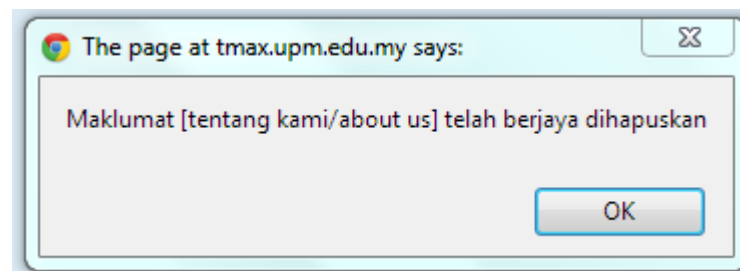 The page at tmax.upm.edu.my says:
Maklumat [tentang kami/about us] telah berjaya dihapuskan
OK